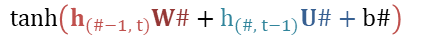 tanh(h(#−1, t)W# + h(#, t−1)U# + b#)